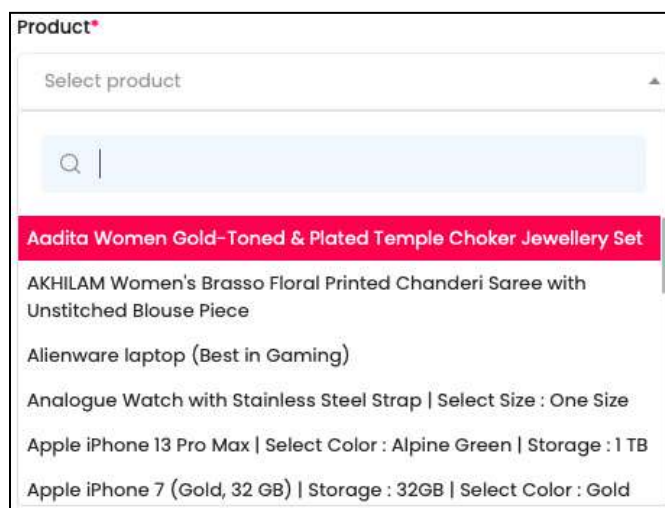 Product*
Select product
Aadita Women Gold-Toned & Plated Temple Choker Jewellery Set
AKHILAM Women's Brasso Floral Printed Chanderi Saree with
Unstitched Blouse Piece
Alienware laptop (Best in Gaming)
Analogue Watch with Stainless Steel Strap | Select Size : One Size
Apple iPhone 13 Pro Max | Select Color : Alpine Green | Storage : 1 TB
Apple iPhone 7 (Gold, 32 GB) | Storage : 32GB | Select Color : Gold